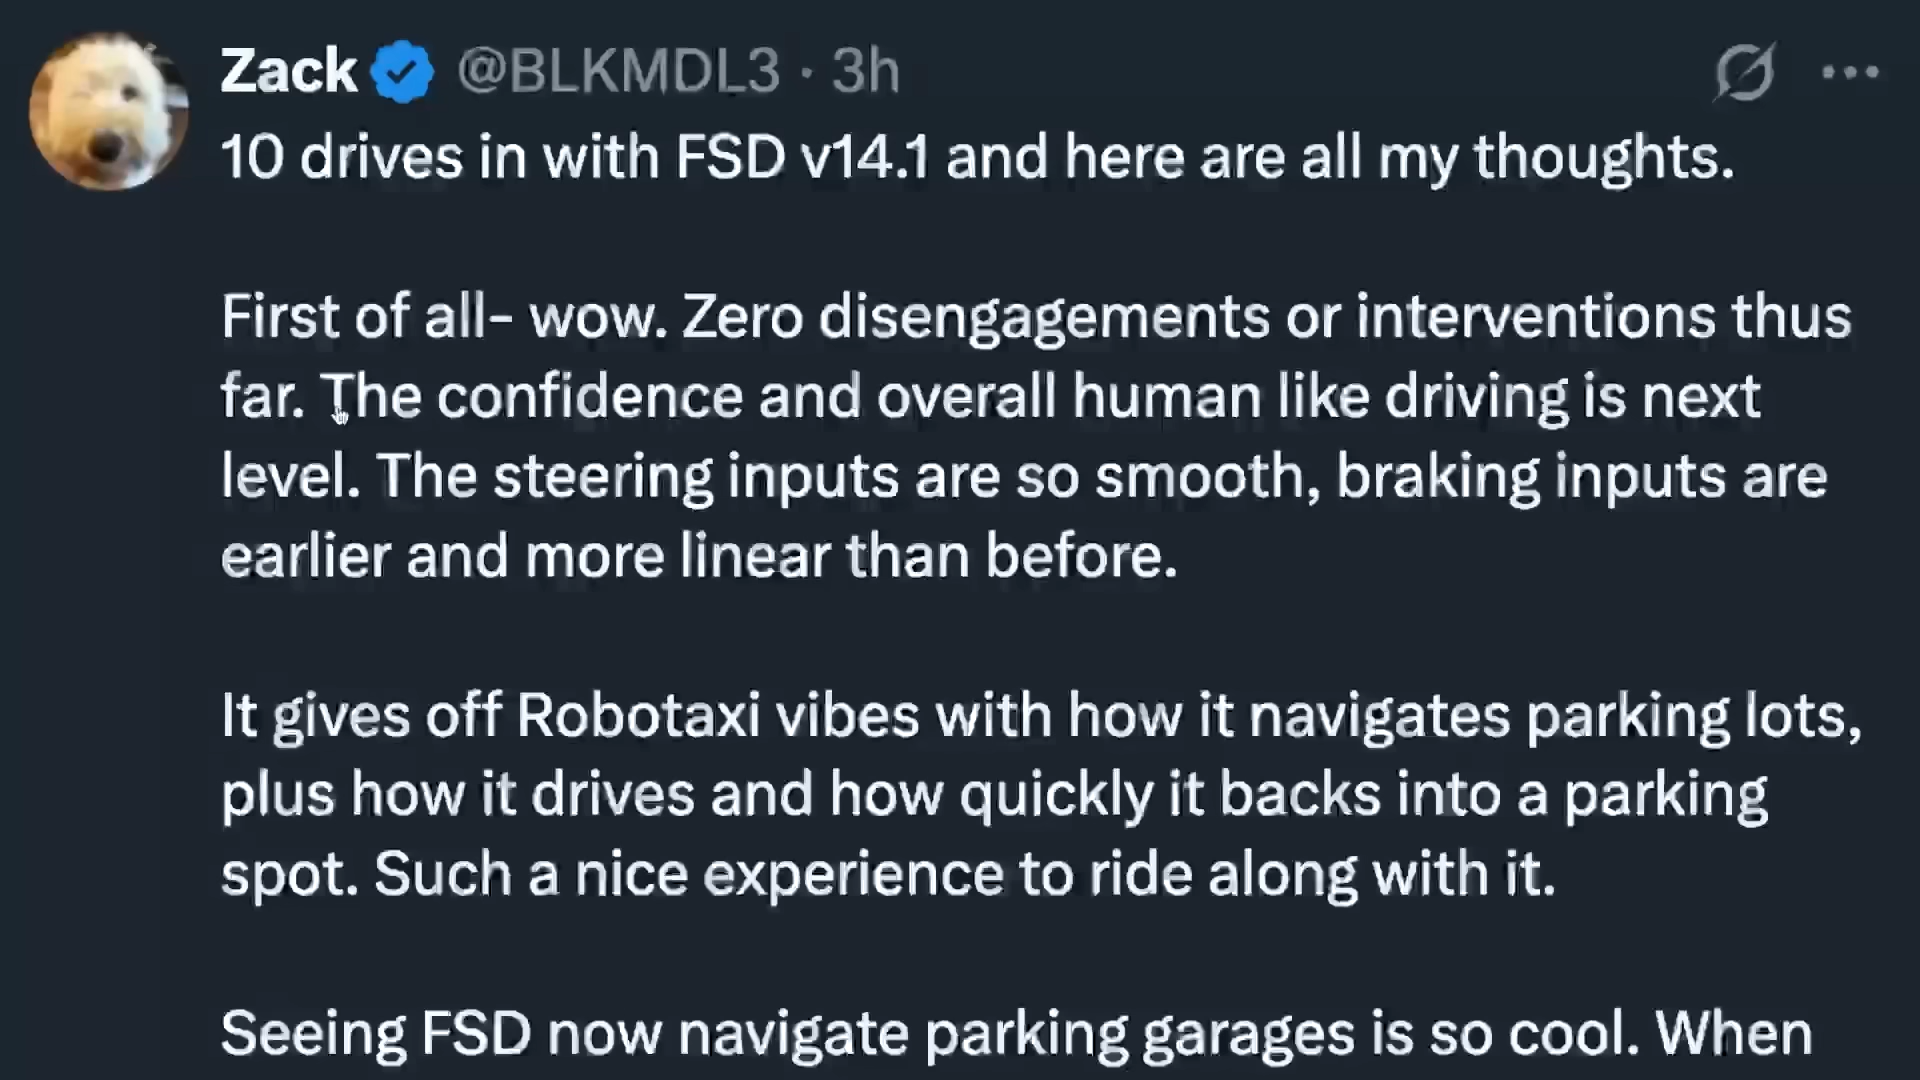 Zack @BLKMDL3 · 3h
10 drives in with FSD v14.1 and here are all my thoughts.
First of all- wow. Zero disengagements or interventions thus
far. The confidence and overall human like driving is next
level. The steering inputs are so smooth, braking inputs are
earlier and more linear than before.
It gives off Robotaxi vibes with how it navigates parking lots,
plus how it drives and how quickly it backs into a parking
spot. Such a nice experience to ride along with it.
Seeing FSD now navigate parking garages is so cool. When